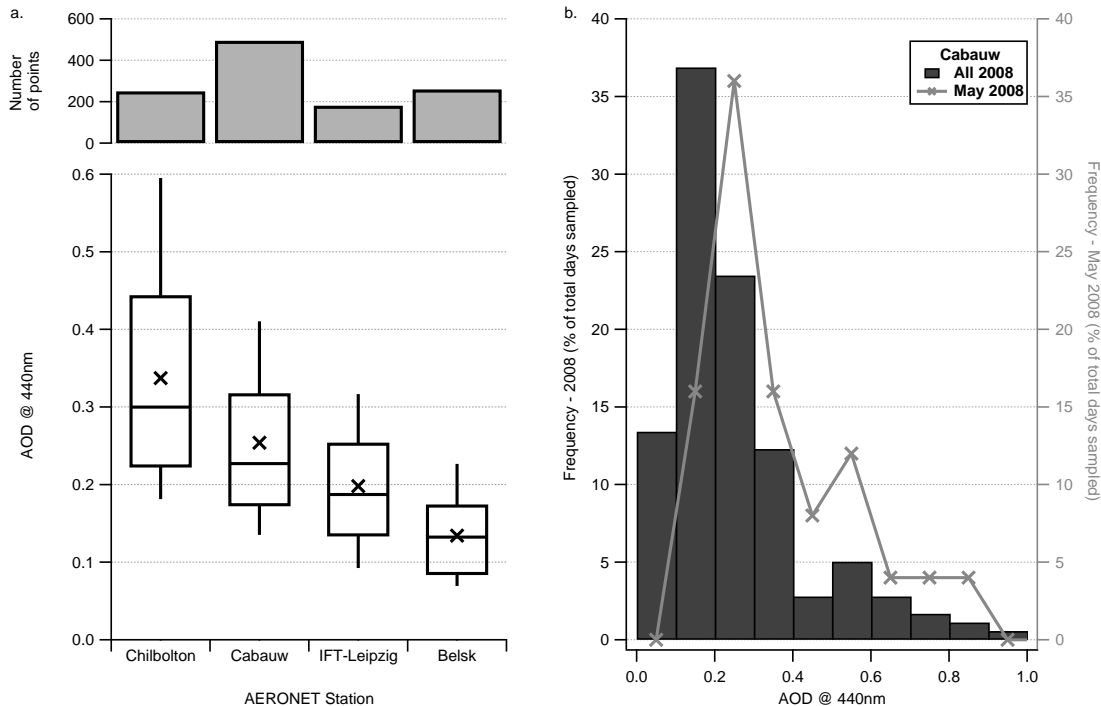 a.
600
400
200
0
Number
of points
0.6
0.5
0.4
0.3
0.2
0.1
0.0
AOD @ 440nm
Chilbolton Cabauw IFT-Leipzig Belsk
AERONET Station
b.
40
35
30
25
20
15
10
5
0
Frequency - 2008 (% of total days sampled)
Cabauw
All 2008
May 2008
40
35
30
25
20
15
10
5
0
Frequency - May 2008 (% of total days sampled)
0.0 0.2 0.4 0.6 0.8 1.0
AOD @ 440nm